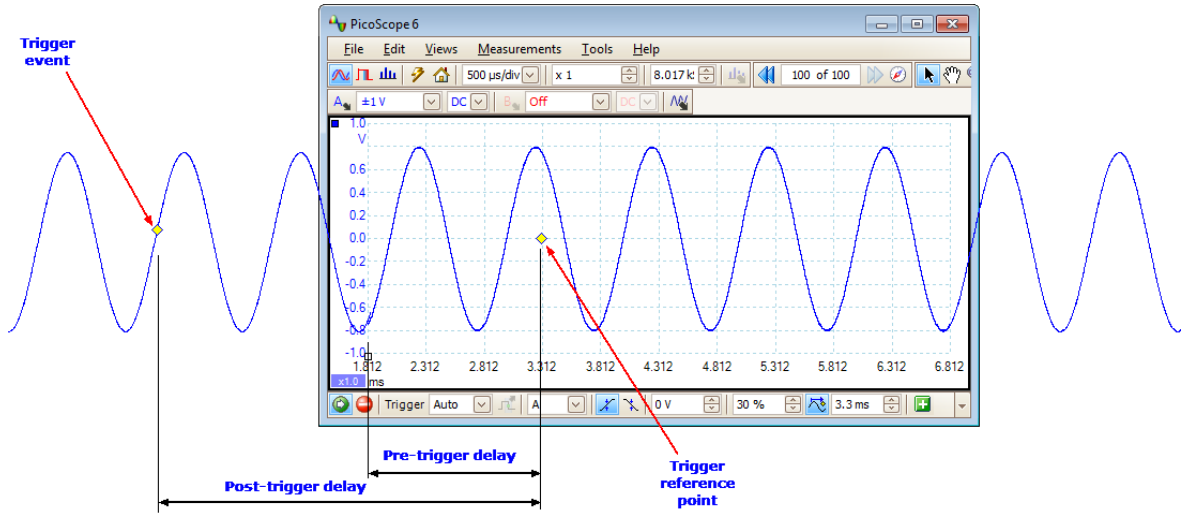 PicoScope 6
Trigger
event
File Edit Views Measurements Tools Help
500 µs/div x 1 8.017 k 100 of 100
A ±1 V DC B Off DC
1.0
V
0.6
0.4
0.2
0.0
-0.2
-0.4
-0.6
-0.8
-1.0
1.812 2.312 2.812 3.312 3.812 4.312 4.812 5.312 5.812 6.312 6.812
x1.0 ms
Trigger Auto A 0 V 30 % 3.3 ms
Pre-trigger delay
Post-trigger delay
Trigger
reference
point